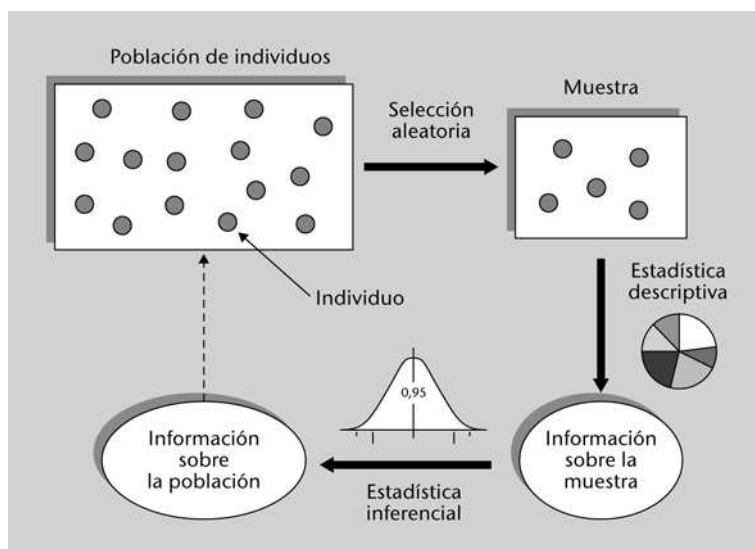 Población de individuos
Selección
aleatoria
Muestra
Individuo
Estadística
descriptiva
0,95
Información
sobre
la población
Estadística
inferencial
Información
sobre la
muestra